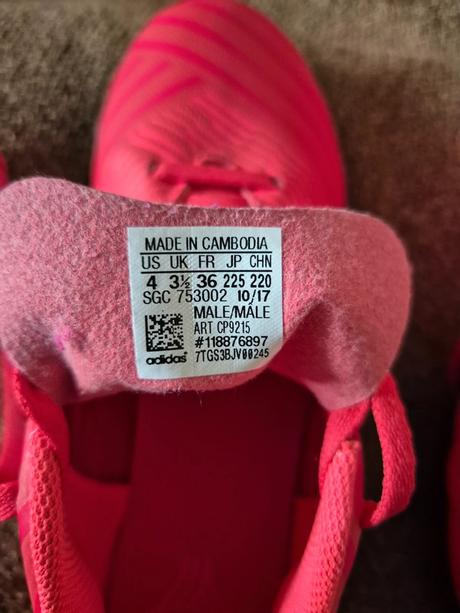 MADE IN CAMBODIA
US UK FR JP CHN
4 3½ 36 225 220
SGC 753002 10/17
MALE/MÂLE
ART CP9215
#118876897
adidas 7TGS3BJV00245